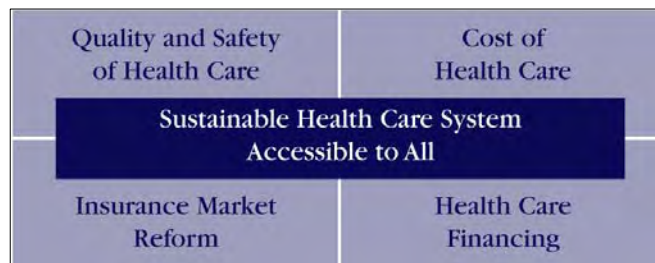 Quality and Safety
of Health Care
Cost of
Health Care
Sustainable Health Care System
Accessible to All
Insurance Market
Reform
Health Care
Financing